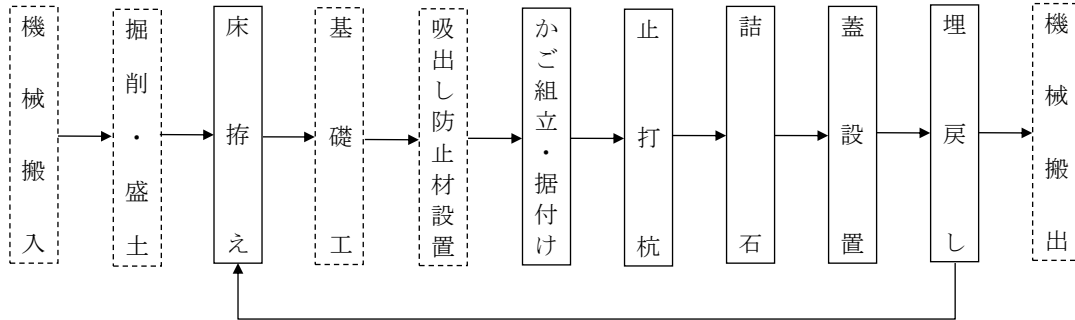 機械搬入
掘削・盛土
床拵え
基礎工
吸出し防止材設置
かご組立・据付け
止打杭
詰石
蓋設置
埋戻し
機械搬出